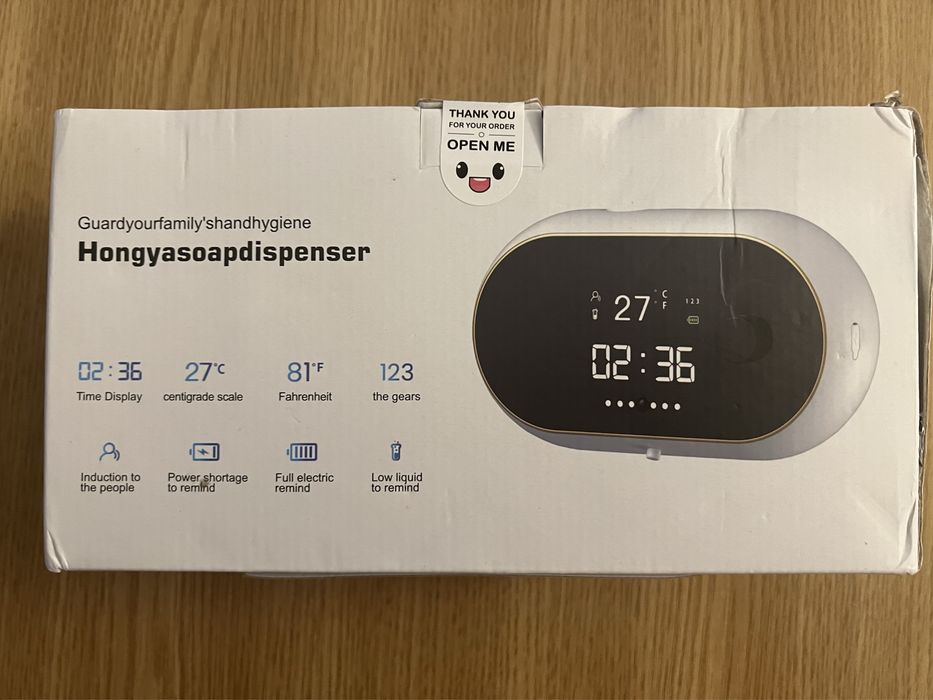 THANK YOU
FOR YOUR ORDER
OPEN ME
Guardyourfamily'shandhygiene
Hongyasoapdispenser
27 °C
°F
123
02:36
02:36 27°C 81°F 123
Time Display centigrade scale Fahrenheit the gears
Induction to Power shortage Full electric Low liquid
the people to remind remind to remind